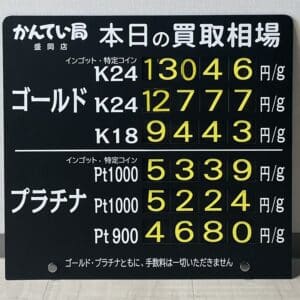 かんてい局 本日の買取相場
盛岡店
インゴット・特定コイン
K24 13046 円/g
ゴールド K24 12777 円/g
K18 9443 円/g
インゴット・特定コイン
Pt1000 5339 円/g
プラチナ Pt1000 5224 円/g
Pt900 4680 円/g
ゴールド・プラチナともに、手数料は一切いただきません